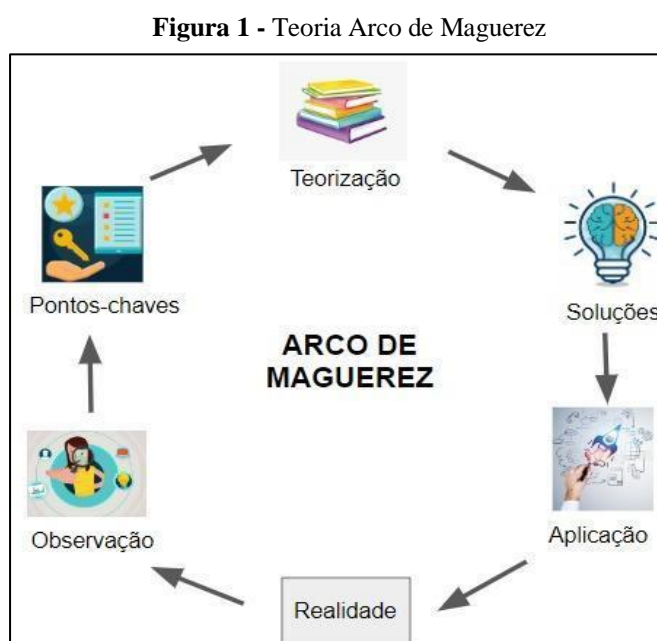 Figura 1 - Teoria Arco de Maguerez
Teorização
Pontos-chaves
Soluções
ARCO DE
MAGUEREZ
Observação
Aplicação
Realidade